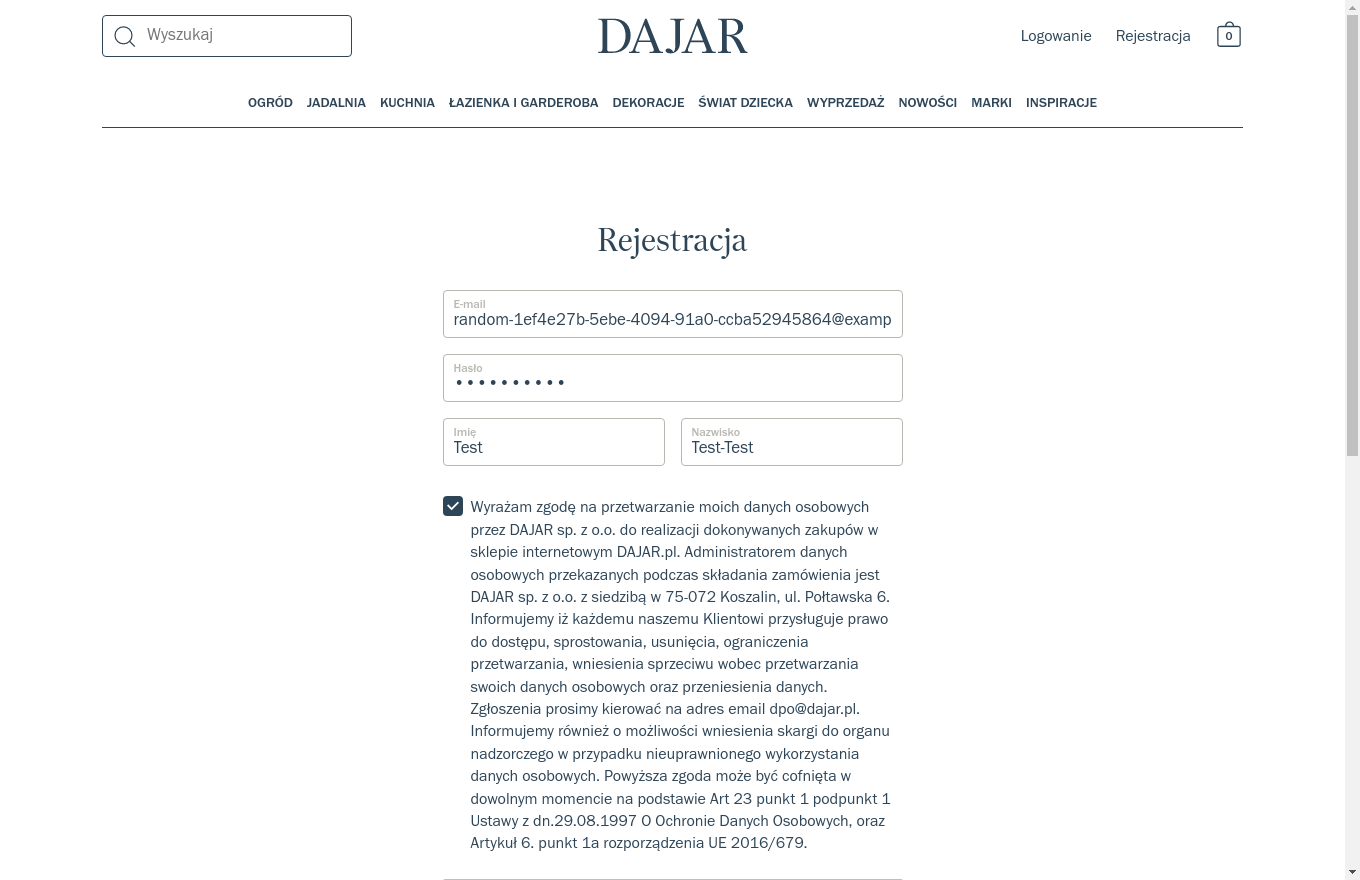 Wyszukaj
DAJAR
Logowanie
Rejestracja
0
OGRÓD JADALNIA KUCHNIA ŁAZIENKA I GARDEROBA DEKORACJE ŚWIAT DZIECKA WYPRZEDAŻ NOWOŚCI MARKI INSPIRACJE
Rejestracja
E-mail
random-1ef4e27b-5ebe-4094-91a0-ccba52945864@examp
Hasło
••••••••••
Imię
Test
Nazwisko
Test-Test
Wyrażam zgodę na przetwarzanie moich danych osobowych
przez DAJAR sp. z o.o. do realizacji dokonywanych zakupów w
sklepie internetowym DAJAR.pl. Administratorem danych
osobowych przekazanych podczas składania zamówienia jest
DAJAR sp. z o.o. z siedzibą w 75-072 Koszalin, ul. Połtawska 6.
Informujemy iż każdemu naszemu Klientowi przysługuje prawo
do dostępu, sprostowania, usunięcia, ograniczenia
przetwarzania, wniesienia sprzeciwu wobec przetwarzania
swoich danych osobowych oraz przeniesienia danych.
Zgłoszenia prosimy kierować na adres email dpo@dajar.pl.
Informujemy również o możliwości wniesienia skargi do organu
nadzorczego w przypadku nieuprawnionego wykorzystania
danych osobowych. Powyższa zgoda może być cofnięta w
dowolnym momencie na podstawie Art 23 punkt 1 podpunkt 1
Ustawy z dn.29.08.1997 O Ochronie Danych Osobowych, oraz
Artykuł 6. punkt 1a rozporządzenia UE 2016/679.